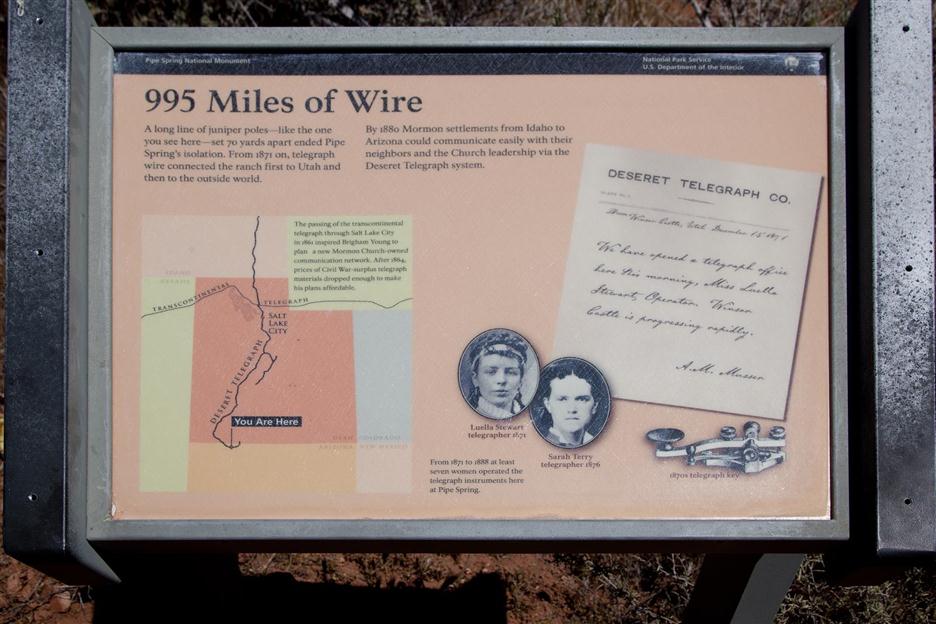 Pipe Spring National Monument
National Park Service
U.S. Department of the Interior
995 Miles of Wire
A long line of juniper poles—like the one
you see here—set 70 yards apart ended Pipe
Spring's isolation. From 1871 on, telegraph
wire connected the ranch first to Utah and
then to the outside world.
By 1880 Mormon settlements from Idaho to
Arizona could communicate easily with their
neighbors and the Church leadership via the
Deseret Telegraph system.
The passing of the transcontinental
telegraph through Salt Lake City
in 1861 inspired Brigham Young to
plan a new Mormon Church-owned
communication network. After 1864,
prices of Civil War-surplus telegraph
materials dropped enough to make
his plans affordable.
IDAHO
NEVADA
TRANSCONTINENTAL TELEGRAPH
SALT
LAKE
CITY
DESERET TELEGRAPH
You Are Here
UTAH COLORADO
ARIZONA NEW MEXICO
DESERET TELEGRAPH CO.
Winsor Castle, Utah December 15 1871
We have opened a telegraph office
here this morning, Miss Luella
Stewart, Operator. Winsor
Castle is progressing rapidly.
A.M. Musser
Luella Stewart
telegrapher 1871
Sarah Terry
telegrapher 1876
From 1871 to 1888 at least
seven women operated the
telegraph instruments here
at Pipe Spring.
1870s telegraph key